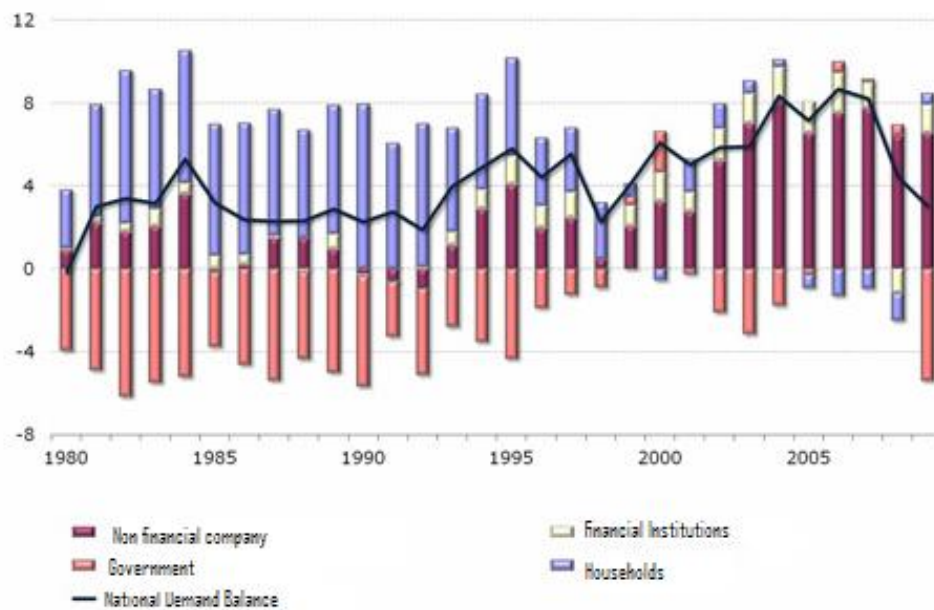 12
8
4
0
-4
-8
1980 1985 1990 1995 2000 2005
Non financial company
Financial Institutions
Government
Households
National Demand Balance